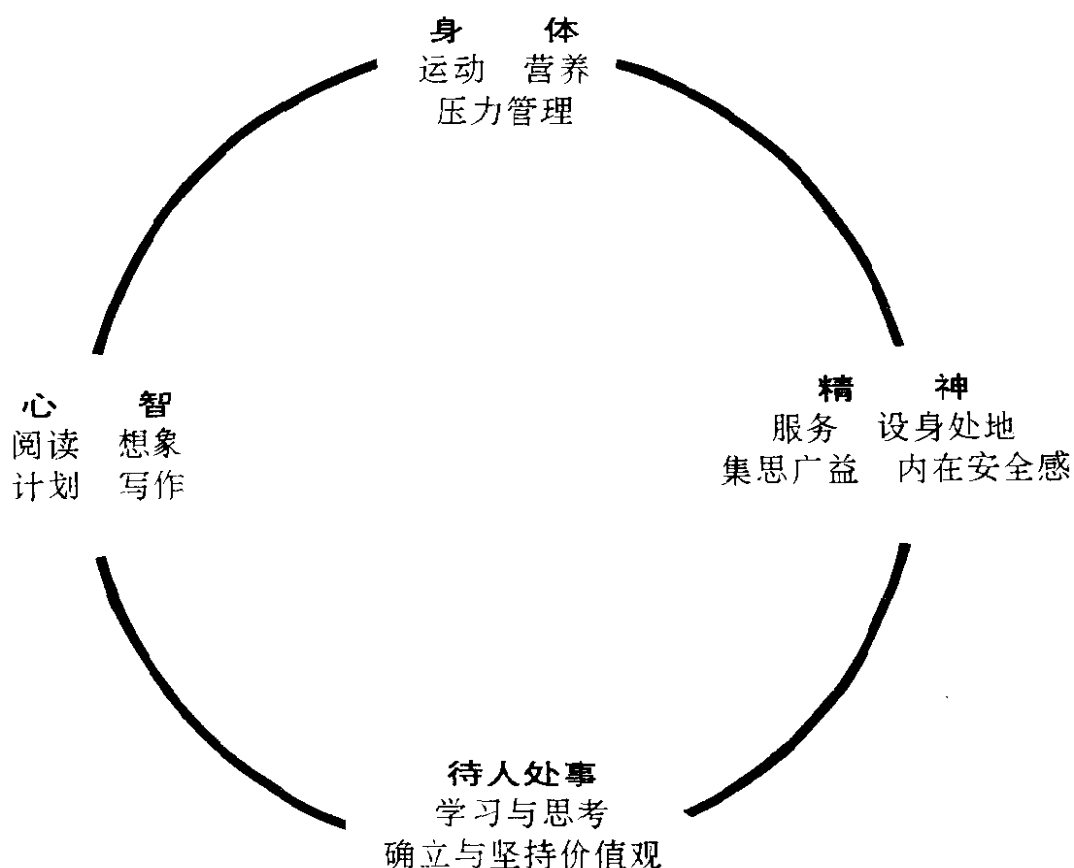 身 体
运动 营养
压力管理
心 智
阅读 想象
计划 写作
精 神
服务 设身处地
集思广益 内在安全感
待人处事
学习与思考
确立与坚持价值观